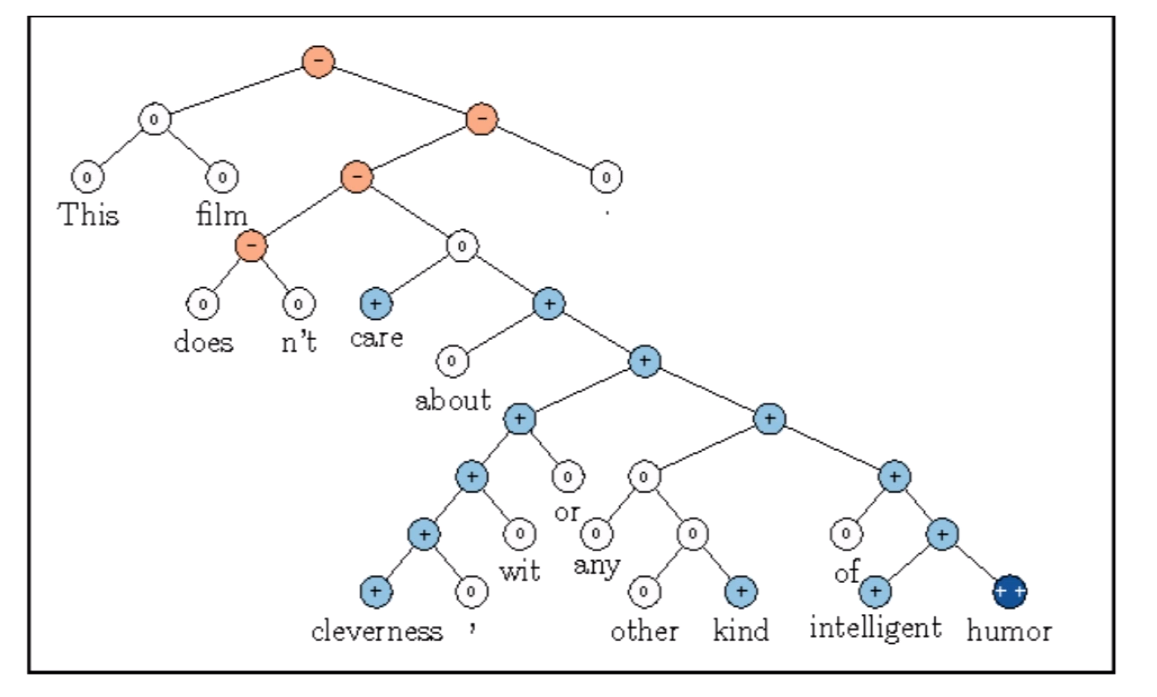 −
0 −
0 0 − 0
This film .
− 0
0 0 + +
does n't care
0 +
about
+ +
+ 0 0 +
or
+ 0 0 0 0 +
wit any of
+ 0 0 + + ++
cleverness , other kind intelligent humor